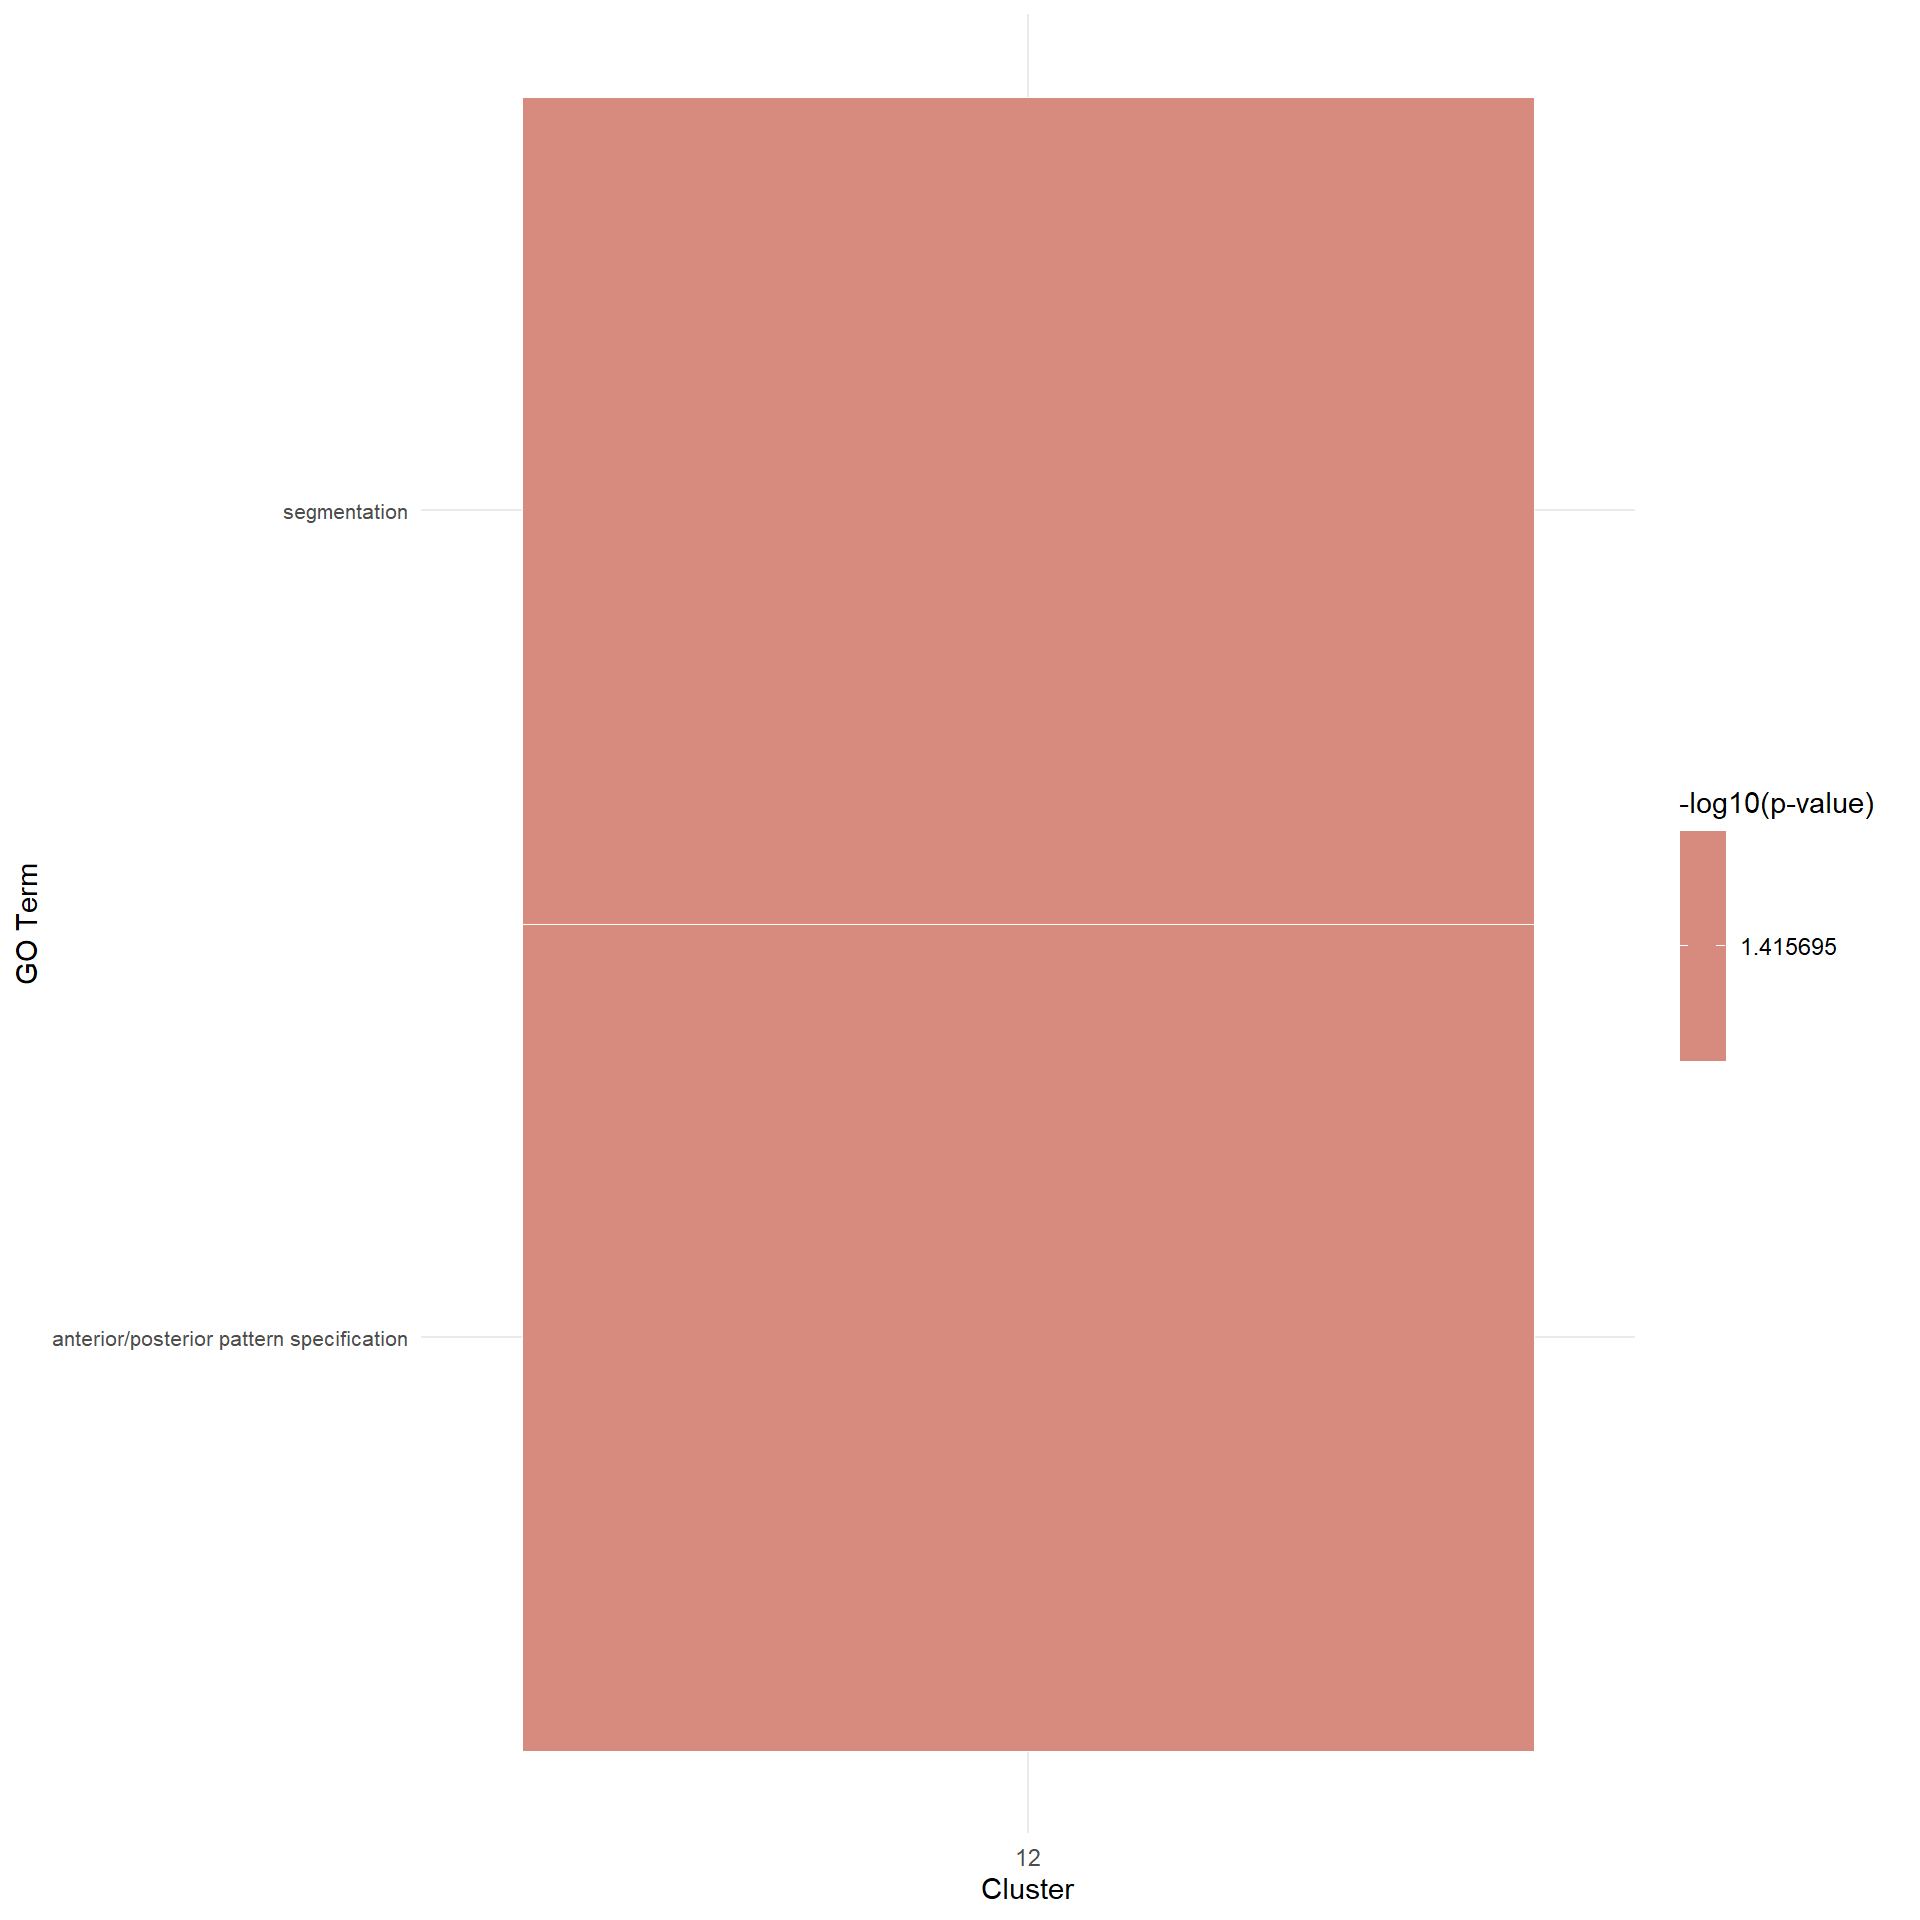 segmentation
-log10(p-value)
GO Term
1.415695
anterior/posterior pattern specification
12
Cluster